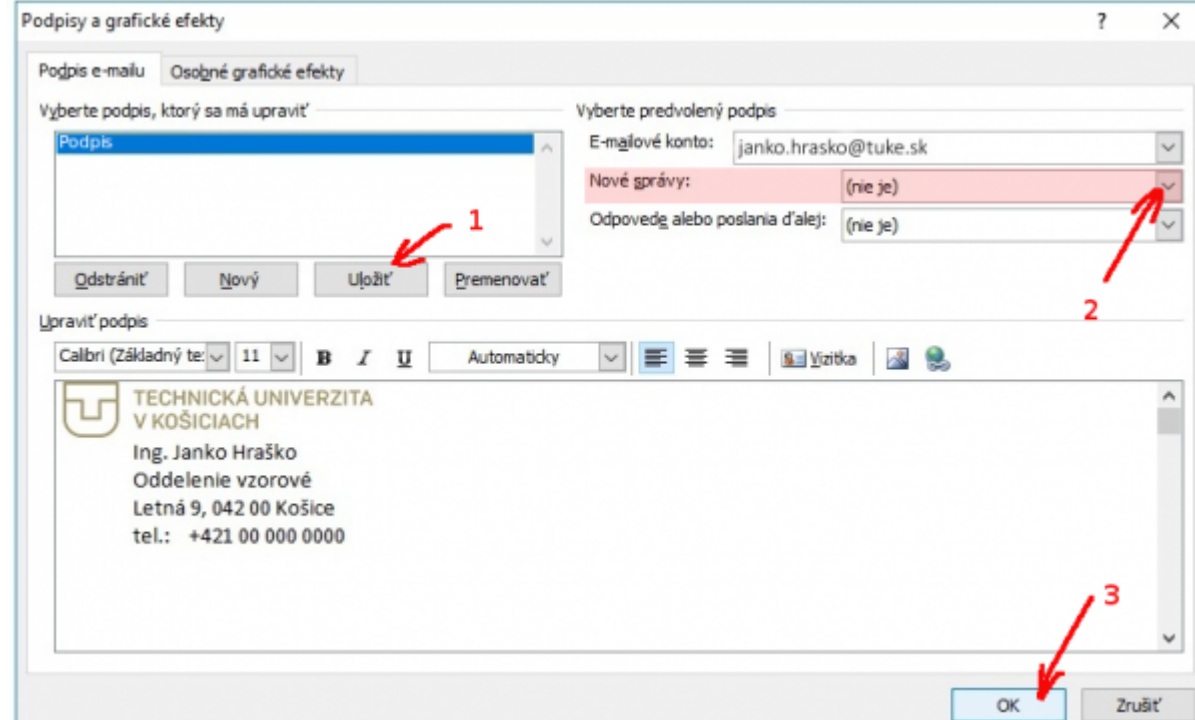 Podpisy a grafické efekty
?
Podpis e-mailu
Osobné grafické efekty
Vyberte podpis, ktorý sa má upraviť
Podpis
1
Odstrániť
Nový
Uložiť
Premenovať
Vyberte predvolený podpis
E-mailové konto: janko.hrasko@tuke.sk
Nové správy: (nie je)
Odpovede alebo poslania ďalej: (nie je)
2
Upraviť podpis
Calibri (Základný te: 11 B I U Automaticky Vizitka
TECHNICKÁ UNIVERZITA
V KOŠICIACH
Ing. Janko Hraško
Oddelenie vzorové
Letná 9, 042 00 Košice
tel.: +421 00 000 0000
3
OK
Zrušiť